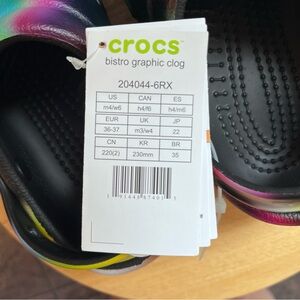 crocs™
bistro graphic clog
204044-6RX
US CAN ES
m4/w6 h4/f6 h4/m6
EUR UK JP
36-37 m3/w4 22
CN KR BR
220(2) 230mm 35